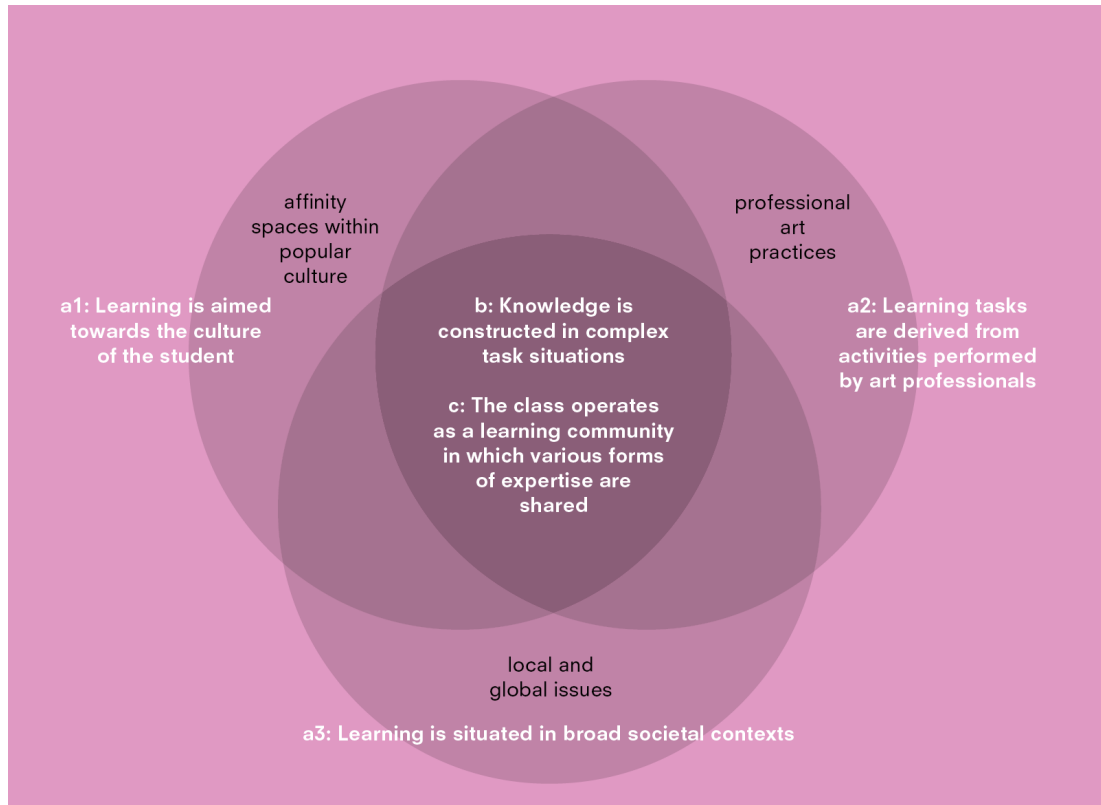 affinity
spaces within
popular
culture
professional
art
practices
a1: Learning is aimed
towards the culture
of the student
b: Knowledge is
constructed in complex
task situations
c: The class operates
as a learning community
in which various forms
of expertise are
shared
a2: Learning tasks
are derived from
activities performed
by art professionals
local and
global issues
a3: Learning is situated in broad societal contexts